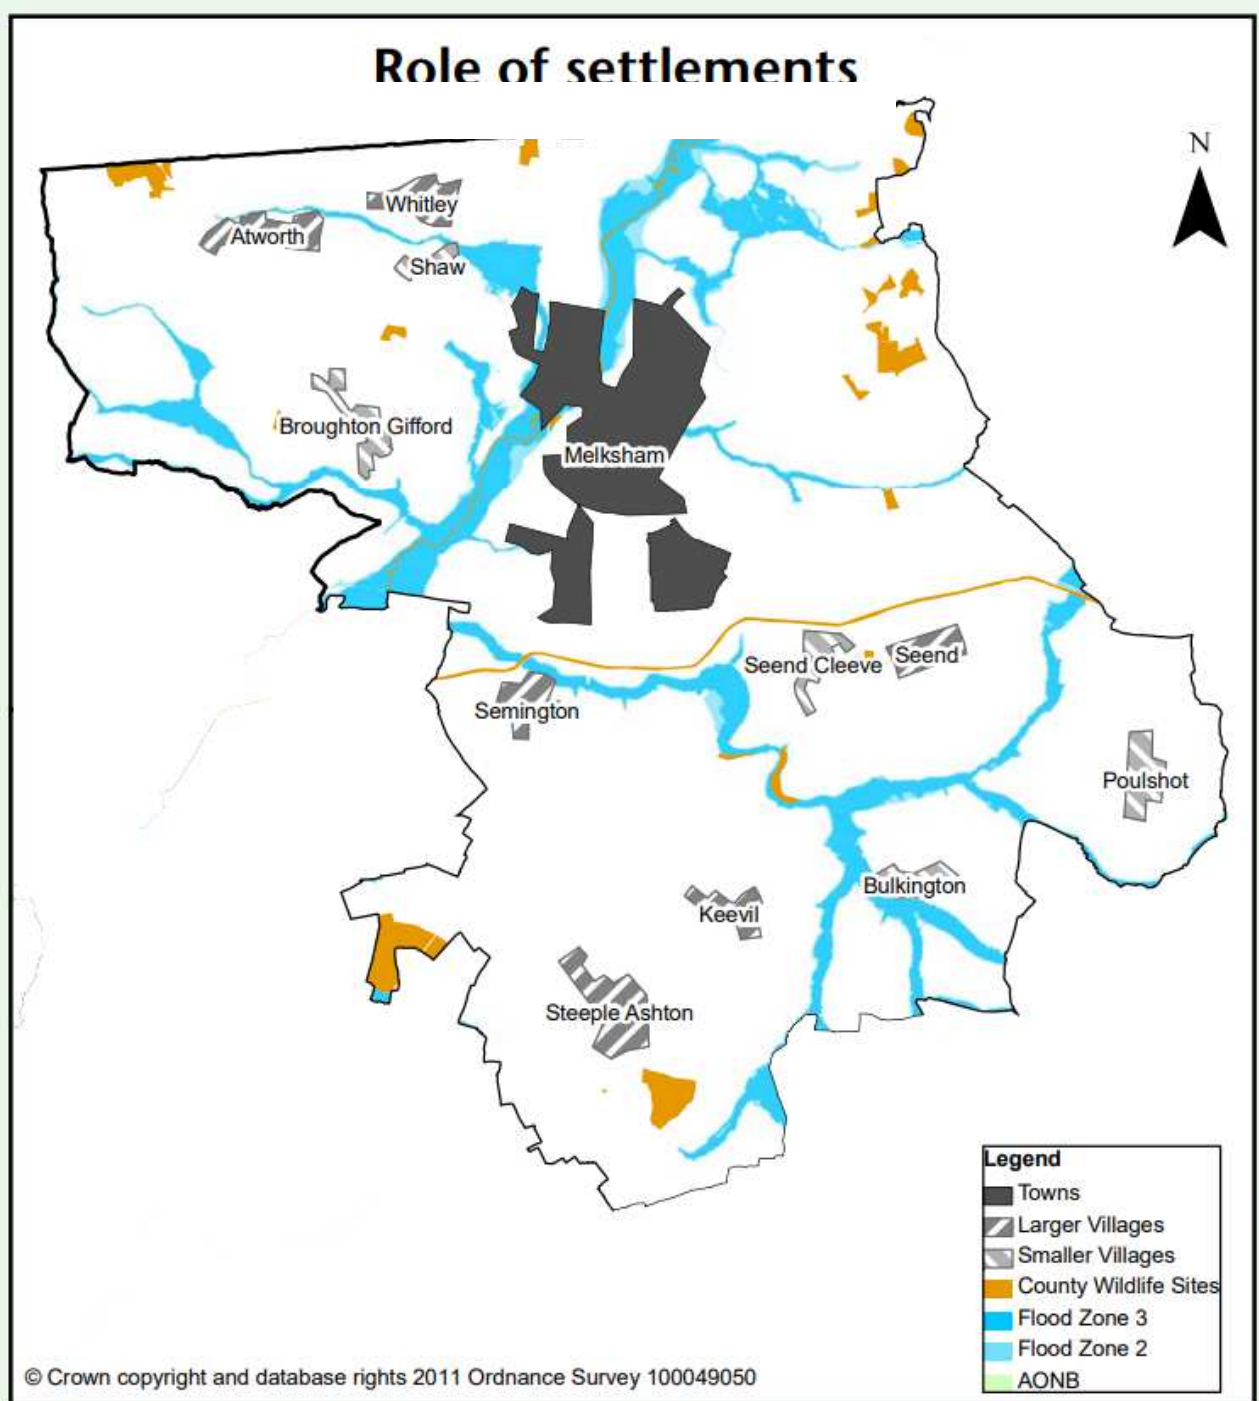 Role of settlements
N
Whitley
Atworth
Shaw
Broughton Gifford
Melksham
Seend Cleeve
Seend
Semington
Poulshot
Bulkington
Keevil
Steeple Ashton
Legend
Towns
Larger Villages
Smaller Villages
County Wildlife Sites
Flood Zone 3
Flood Zone 2
AONB
© Crown copyright and database rights 2011 Ordnance Survey 100049050